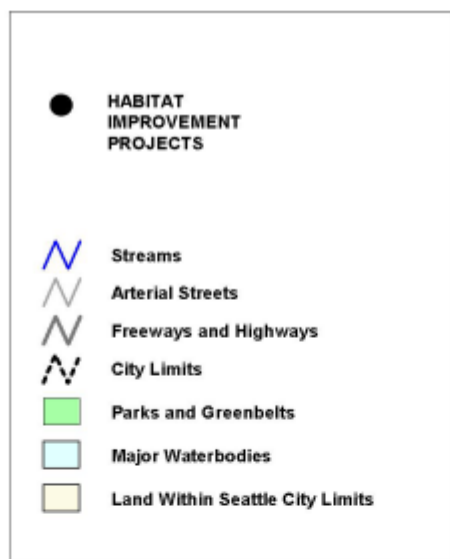 HABITAT
IMPROVEMENT
PROJECTS
Streams
Arterial Streets
Freeways and Highways
City Limits
Parks and Greenbelts
Major Waterbodies
Land Within Seattle City Limits